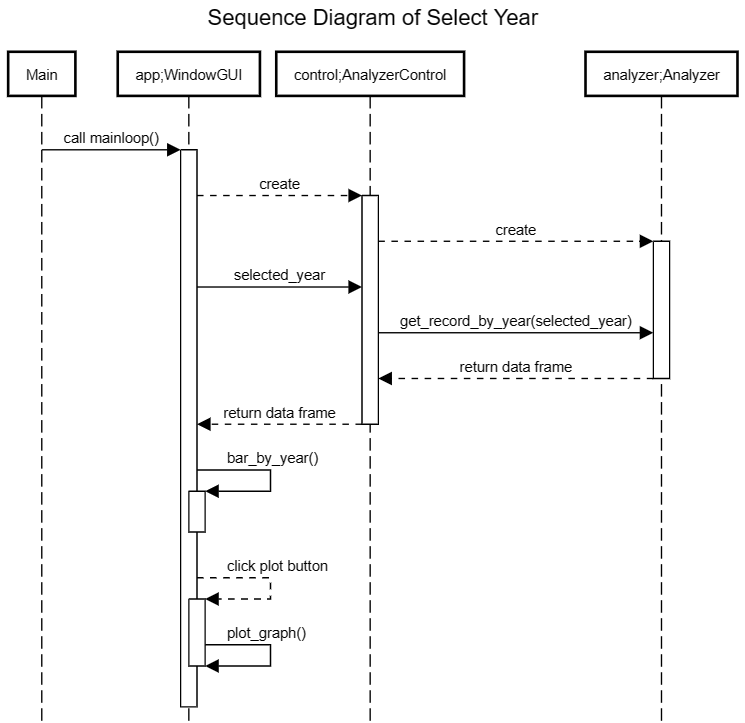 Sequence Diagram of Select Year
Main
app;WindowGUI
control;AnalyzerControl
analyzer;Analyzer
call mainloop()
create
create
selected_year
get_record_by_year(selected_year)
return data frame
return data frame
bar_by_year()
click plot button
plot_graph()